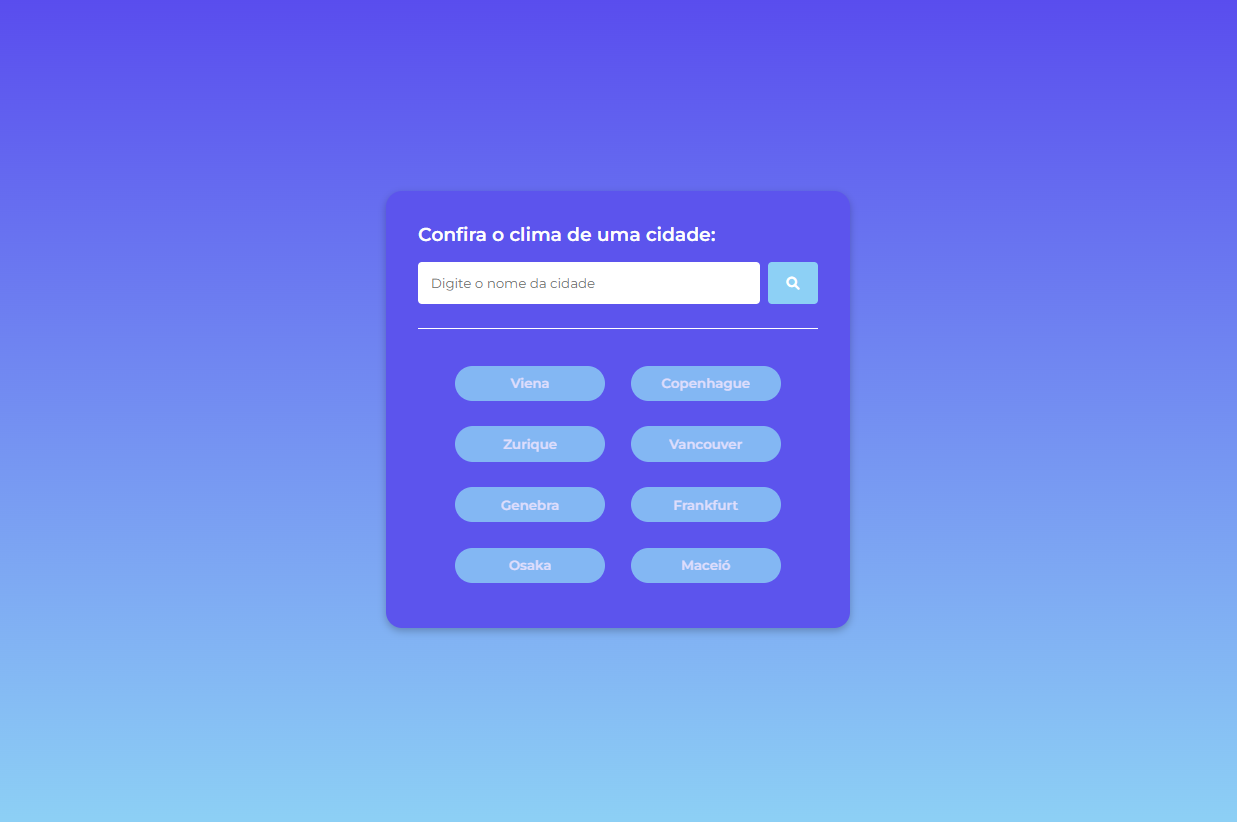 Confira o clima de uma cidade:
Digite o nome da cidade
Viena
Copenhague
Zurique
Vancouver
Genebra
Frankfurt
Osaka
Maceió